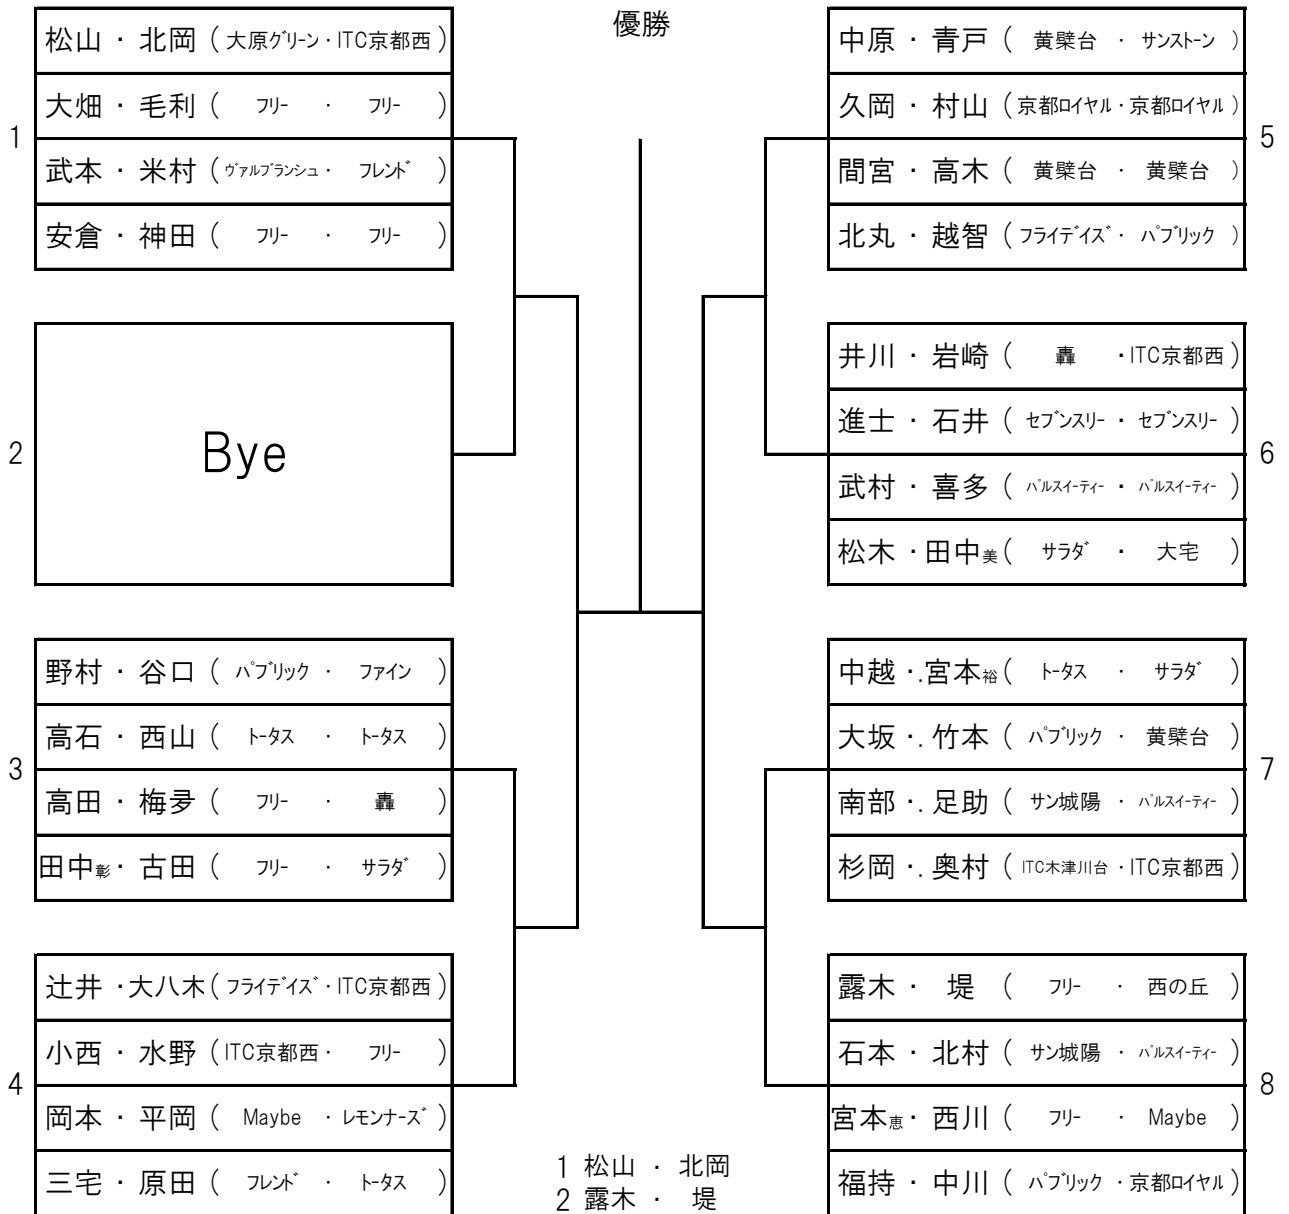 優勝
1
松山 ・ 北岡 ( 大原グリーン・ITC京都西 )
大畑 ・ 毛利 ( フリー ・ フリー )
武本 ・ 米村 ( ヴァルブランシュ ・ フレンド )
安倉 ・ 神田 ( フリー ・ フリー )
2
Bye
3
野村 ・ 谷口 ( パブリック ・ ファイン )
高石 ・ 西山 ( トータス ・ トータス )
高田 ・ 梅夛 ( フリー ・ 轟 )
田中彰・ 古田 ( フリー ・ サラダ )
4
辻井 ・大八木( フライデイズ・ITC京都西 )
小西 ・ 水野 ( ITC京都西 ・ フリー )
岡本 ・ 平岡 ( Maybe ・ レモンナーズ )
三宅 ・ 原田 ( フレンド ・ トータス )
5
中原 ・ 青戸 ( 黄檗台 ・ サンストーン )
久岡 ・ 村山 ( 京都ロイヤル・京都ロイヤル )
間宮 ・ 高木 ( 黄檗台 ・ 黄檗台 )
北丸 ・ 越智 ( フライデイズ ・ パブリック )
6
井川 ・ 岩崎 ( 轟 ・ITC京都西 )
進士 ・ 石井 ( セブンスリー ・ セブンスリー )
武村 ・ 喜多 ( パルスイーティー ・ パルスイーティー )
松木 ・田中美( サラダ ・ 大宅 )
7
中越 ・.宮本裕( トータス ・ サラダ )
大坂 ・. 竹本 ( パブリック ・ 黄檗台 )
南部 ・. 足助 ( サン城陽 ・ パルスイーティー )
杉岡 ・. 奥村 ( ITC木津川台 ・ITC京都西 )
8
露木 ・ 堤 ( フリー ・ 西の丘 )
石本 ・ 北村 ( サン城陽 ・ パルスイーティー )
宮本恵・ 西川 ( フリー ・ Maybe )
福持 ・ 中川 ( パブリック ・京都ロイヤル )
1 松山 ・ 北岡
2 露木 ・ 堤